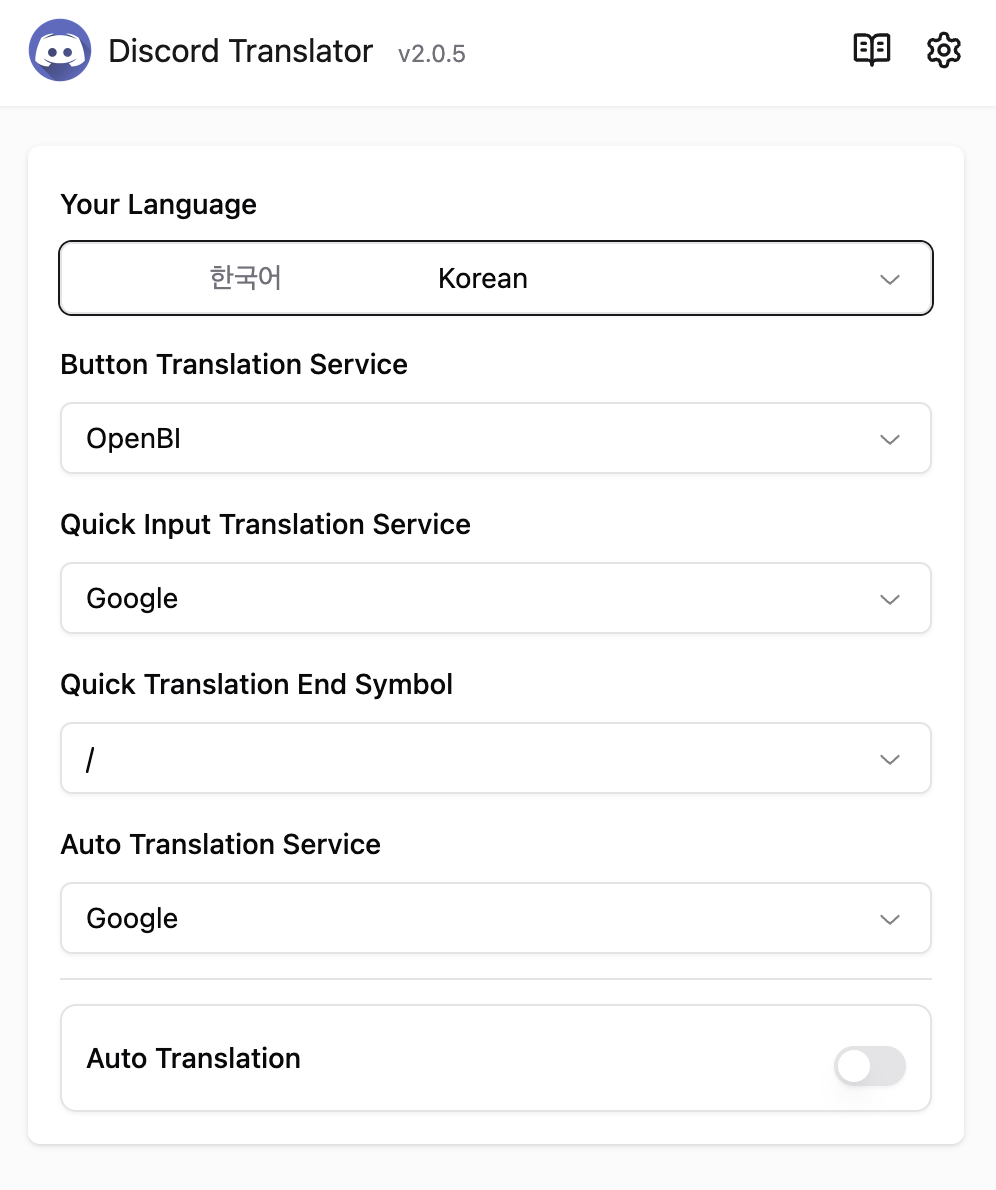 Discord Translator v2.0.5
Your Language
한국어 Korean
Button Translation Service
OpenBI
Quick Input Translation Service
Google
Quick Translation End Symbol
/
Auto Translation Service
Google
Auto Translation